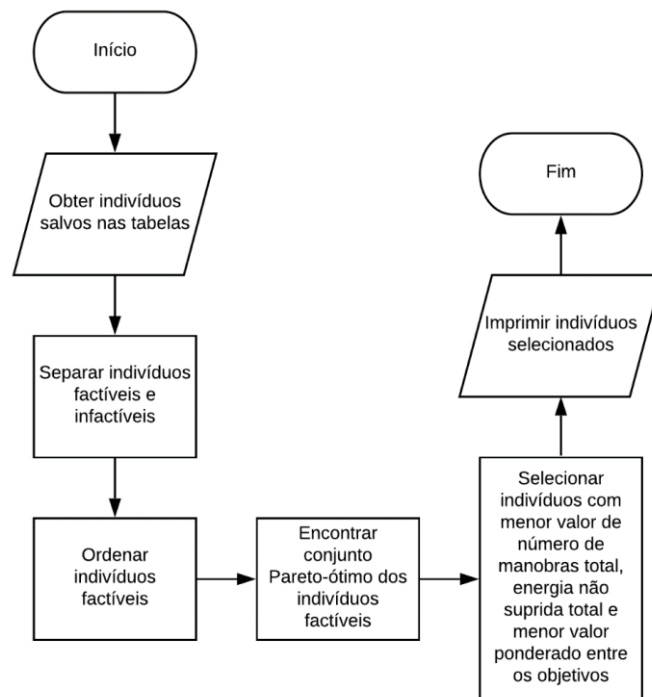 Início
Obter indivíduos
salvos nas tabelas
Separar indivíduos
factíveis e
infactíveis
Ordenar
indivíduos
factíveis
Encontrar
conjunto
Pareto-ótimo dos
indivíduos
factíveis
Selecionar
indivíduos com
menor valor de
número de
manobras total,
energia não
suprida total e
menor valor
ponderado entre
os objetivos
Imprimir indivíduos
selecionados
Fim